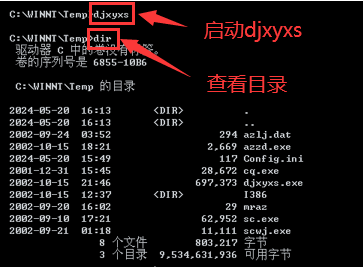 C:\WINNT\Temp>djxyxs
启动djxyxs
C:\WINNT\Temp>dir
驱动器 C 中的卷没有标签。
卷的序列号是 6855-10B6
查看目录
C:\WINNT\Temp 的目录
2024-05-20 16:13 <DIR> .
2024-05-20 16:13 <DIR> ..
2002-09-24 03:52 294 azlj.dat
2002-10-15 18:21 2,669 azzd.exe
2024-05-20 15:49 117 Config.ini
2001-12-31 15:45 28,672 cq.exe
2002-10-15 21:46 697,373 djxyxs.exe
2002-10-15 12:37 <DIR> I386
2002-09-16 02:16 29 mraz
2002-09-10 17:21 62,952 sc.exe
2002-09-21 01:18 11,111 scwj.exe
8 个文件 803,217 字节
3 个目录 9,534,631,936 可用字节